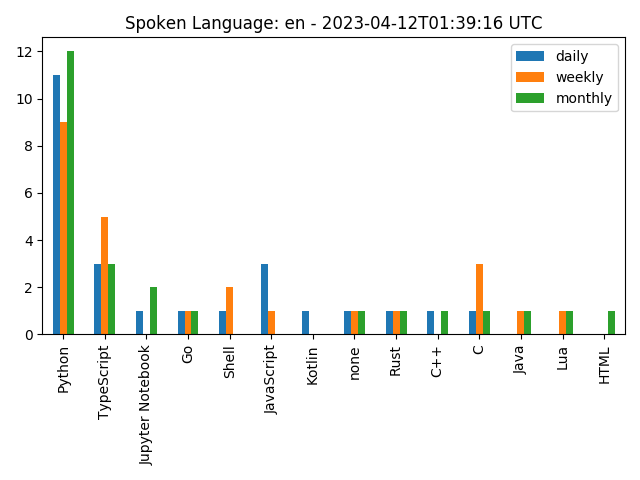 Spoken Language: en - 2023-04-12T01:39:16 UTC
daily
weekly
monthly
12
10
8
6
4
2
0
Python
TypeScript
Jupyter Notebook
Go
Shell
JavaScript
Kotlin
none
Rust
C++
C
Java
Lua
HTML